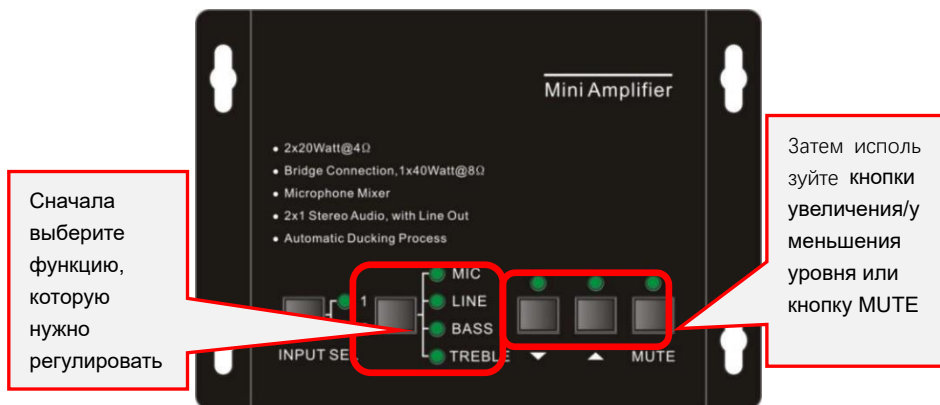 Mini Amplifier
• 2x20Watt@4Ω
• Bridge Connection,1x40Watt@8Ω
• Microphone Mixer
• 2x1 Stereo Audio, with Line Out
• Automatic Ducking Process
Сначала
выберите
функцию,
которую
нужно
регулировать
Затем исполь
зуйте кнопки
увеличения/у
меньшения
уровня или
кнопку MUTE
1
MIC
LINE
BASS
TREBLE
INPUT
MUTE